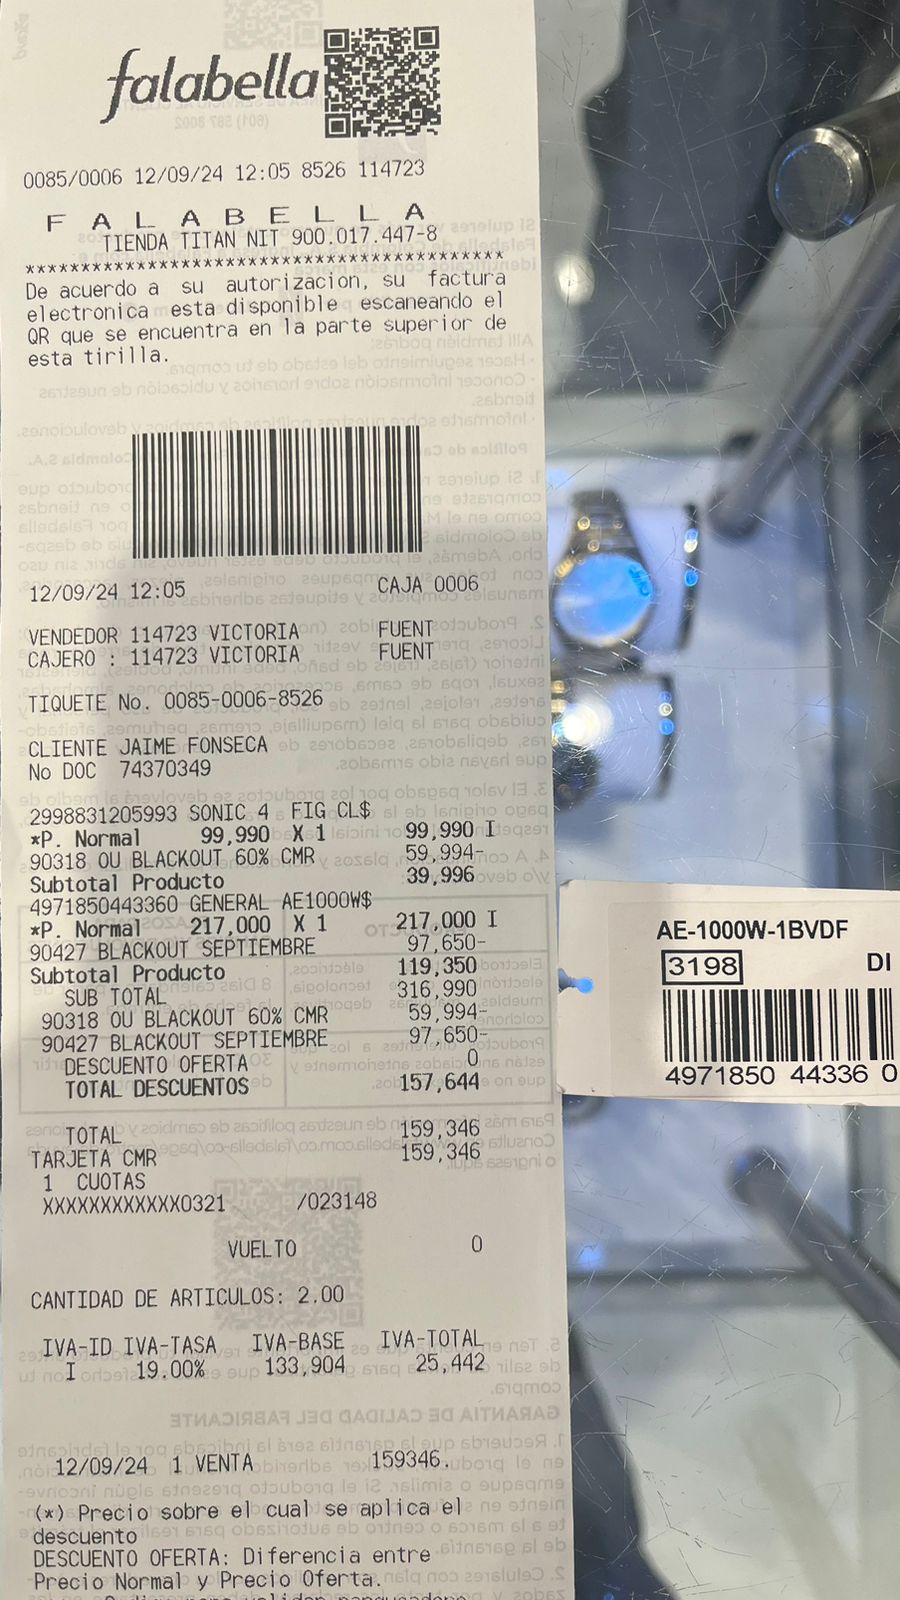 falabella
0085/0006 12/09/24 12:05 8526 114723
F A L A B E L L A
TIENDA TITAN NIT 900.017.447-8
********************************************
De acuerdo a su autorizacion, su factura
electronica esta disponible escaneando el
QR que se encuentra en la parte superior de
esta tirilla.
12/09/24 12:05 CAJA 0006
VENDEDOR 114723 VICTORIA FUENT
CAJERO : 114723 VICTORIA FUENT
TIQUETE No. 0085-0006-8526
CLIENTE JAIME FONSECA
No DOC 74370349
2998831205993 SONIC 4 FIG CL$
*P. Normal 99,990 X 1 99,990 I
90318 OU BLACKOUT 60% CMR 59,994-
Subtotal Producto 39,996
4971850443360 GENERAL AE1000W$
*P. Normal 217,000 X 1 217,000 I
90427 BLACKOUT SEPTIEMBRE 97,650-
Subtotal Producto 119,350
SUB TOTAL 316,990
90318 OU BLACKOUT 60% CMR 59,994-
90427 BLACKOUT SEPTIEMBRE 97,650-
DESCUENTO OFERTA 0
TOTAL DESCUENTOS 157,644
TOTAL 159,346
TARJETA CMR 159,346
1 CUOTAS
XXXXXXXXXXXX0321 /023148
VUELTO 0
CANTIDAD DE ARTICULOS: 2.00
IVA-ID IVA-TASA IVA-BASE IVA-TOTAL
I 19.00% 133,904 25,442
12/09/24 1 VENTA 159346.
(*) Precio sobre el cual se aplica el
descuento
DESCUENTO OFERTA: Diferencia entre
Precio Normal y Precio Oferta.
AE-1000W-1BVDF
3198 DI
4971850 44336 0